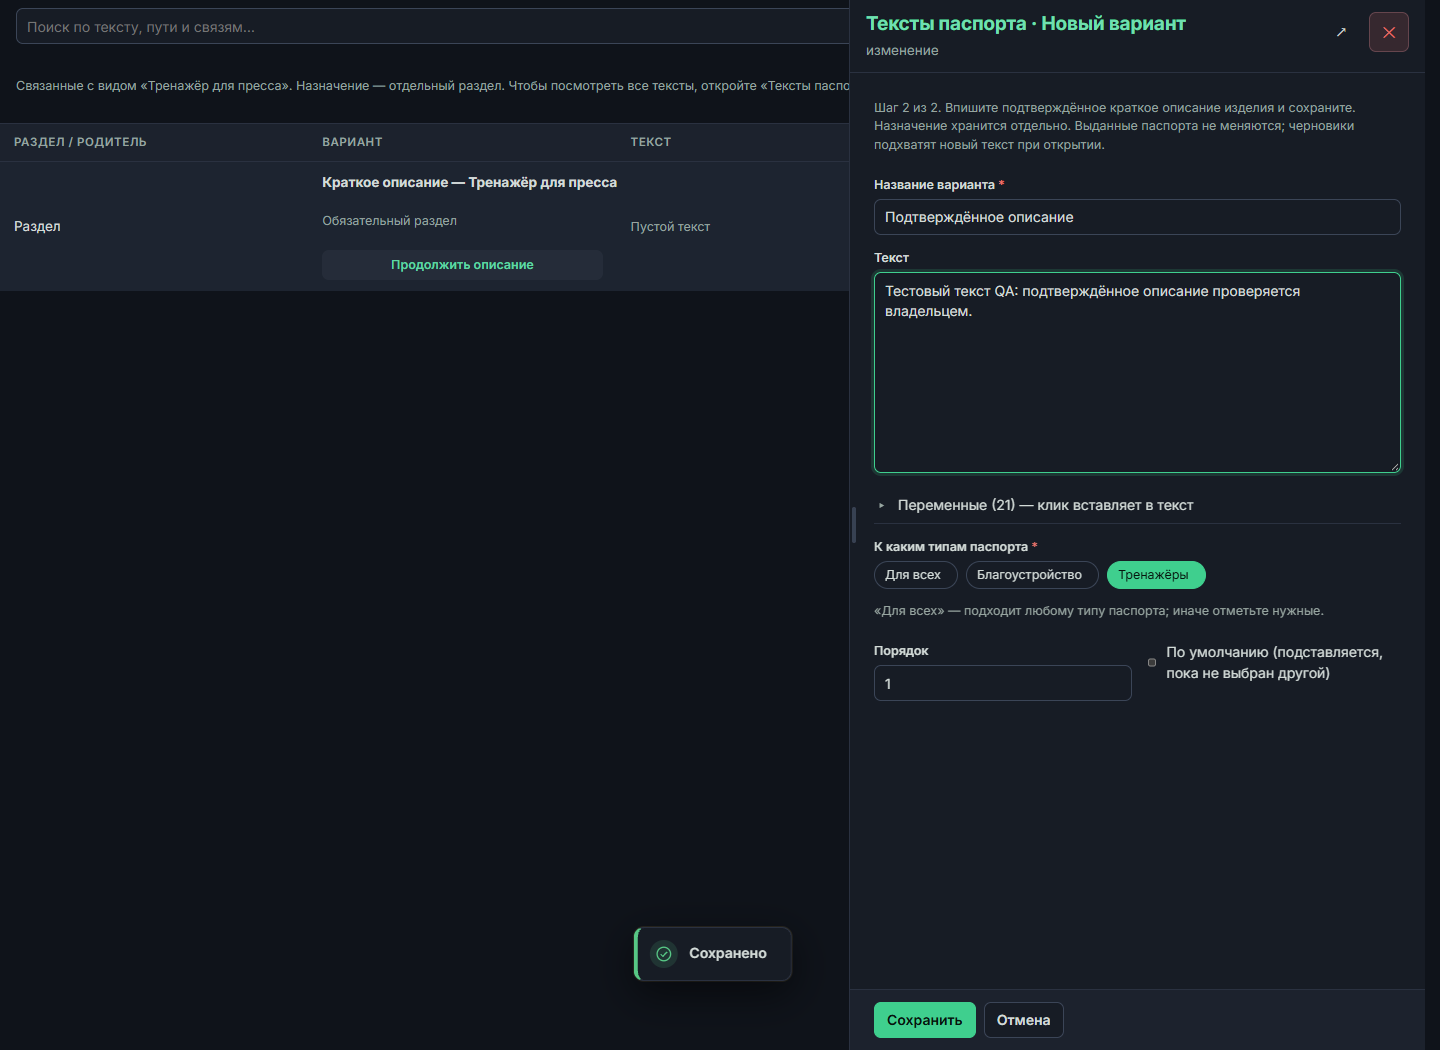 Поиск по тексту, пути и связям...
Связанные с видом «Тренажёр для пресса». Назначение — отдельный раздел. Чтобы посмотреть все тексты, откройте «Тексты паспо
РАЗДЕЛ / РОДИТЕЛЬ
ВАРИАНТ
ТЕКСТ
Раздел
Краткое описание — Тренажёр для пресса
Обязательный раздел
Продолжить описание
Пустой текст
Сохранено
Тексты паспорта · Новый вариант
изменение
Шаг 2 из 2. Впишите подтверждённое краткое описание изделия и сохраните.
Назначение хранится отдельно. Выданные паспорта не меняются; черновики
подхватят новый текст при открытии.
Название варианта *
Подтверждённое описание
Текст
Тестовый текст QA: подтверждённое описание проверяется
владельцем.
Переменные (21) — клик вставляет в текст
К каким типам паспорта *
Для всех
Благоустройство
Тренажёры
«Для всех» — подходит любому типу паспорта; иначе отметьте нужные.
Порядок
1
По умолчанию (подставляется,
пока не выбран другой)
Сохранить
Отмена